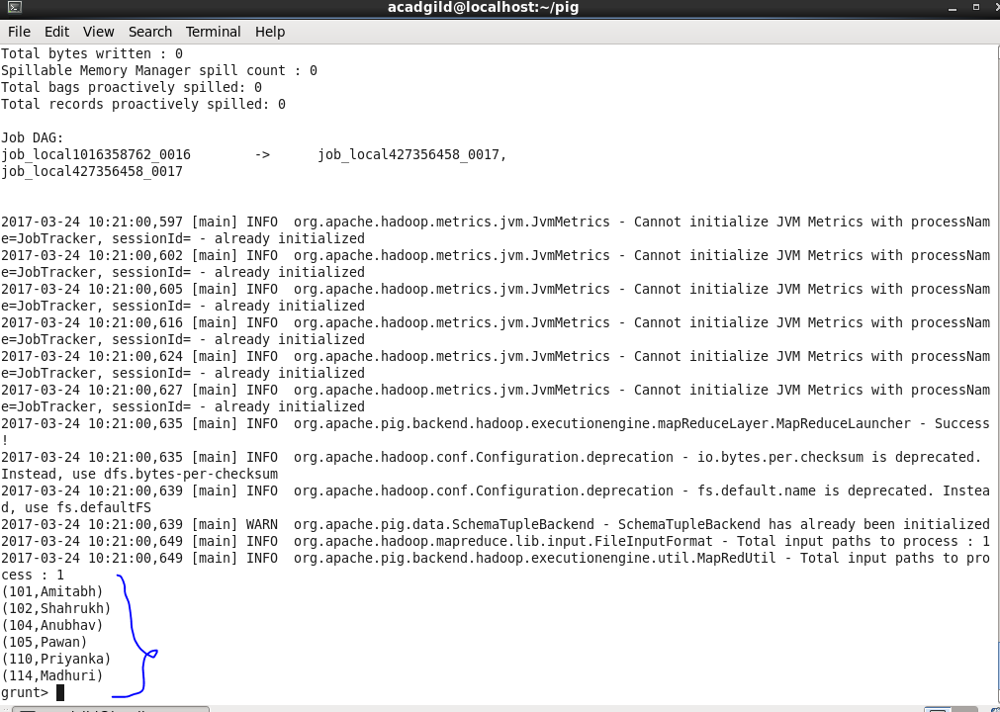 acadgild@localhost:~/pig
File Edit View Search Terminal Help
Total bytes written : 0
Spillable Memory Manager spill count : 0
Total bags proactively spilled: 0
Total records proactively spilled: 0
Job DAG:
job_local1016358762_0016        ->      job_local427356458_0017,
job_local427356458_0017
2017-03-24 10:21:00,597 [main] INFO  org.apache.hadoop.metrics.jvm.JvmMetrics - Cannot initialize JVM Metrics with processNam
e=JobTracker, sessionId= - already initialized
2017-03-24 10:21:00,602 [main] INFO  org.apache.hadoop.metrics.jvm.JvmMetrics - Cannot initialize JVM Metrics with processNam
e=JobTracker, sessionId= - already initialized
2017-03-24 10:21:00,605 [main] INFO  org.apache.hadoop.metrics.jvm.JvmMetrics - Cannot initialize JVM Metrics with processNam
e=JobTracker, sessionId= - already initialized
2017-03-24 10:21:00,616 [main] INFO  org.apache.hadoop.metrics.jvm.JvmMetrics - Cannot initialize JVM Metrics with processNam
e=JobTracker, sessionId= - already initialized
2017-03-24 10:21:00,624 [main] INFO  org.apache.hadoop.metrics.jvm.JvmMetrics - Cannot initialize JVM Metrics with processNam
e=JobTracker, sessionId= - already initialized
2017-03-24 10:21:00,627 [main] INFO  org.apache.hadoop.metrics.jvm.JvmMetrics - Cannot initialize JVM Metrics with processNam
e=JobTracker, sessionId= - already initialized
2017-03-24 10:21:00,635 [main] INFO  org.apache.pig.backend.hadoop.executionengine.mapReduceLayer.MapReduceLauncher - Success
!
2017-03-24 10:21:00,635 [main] INFO  org.apache.hadoop.conf.Configuration.deprecation - io.bytes.per.checksum is deprecated.
Instead, use dfs.bytes-per-checksum
2017-03-24 10:21:00,639 [main] INFO  org.apache.hadoop.conf.Configuration.deprecation - fs.default.name is deprecated. Instea
d, use fs.defaultFS
2017-03-24 10:21:00,639 [main] WARN  org.apache.pig.data.SchemaTupleBackend - SchemaTupleBackend has already been initialized
2017-03-24 10:21:00,649 [main] INFO  org.apache.hadoop.mapreduce.lib.input.FileInputFormat - Total input paths to process : 1
2017-03-24 10:21:00,649 [main] INFO  org.apache.pig.backend.hadoop.executionengine.util.MapRedUtil - Total input paths to pro
cess : 1
(101,Amitabh)
(102,Shahrukh)
(104,Anubhav)
(105,Pawan)
(110,Priyanka)
(114,Madhuri)
grunt>